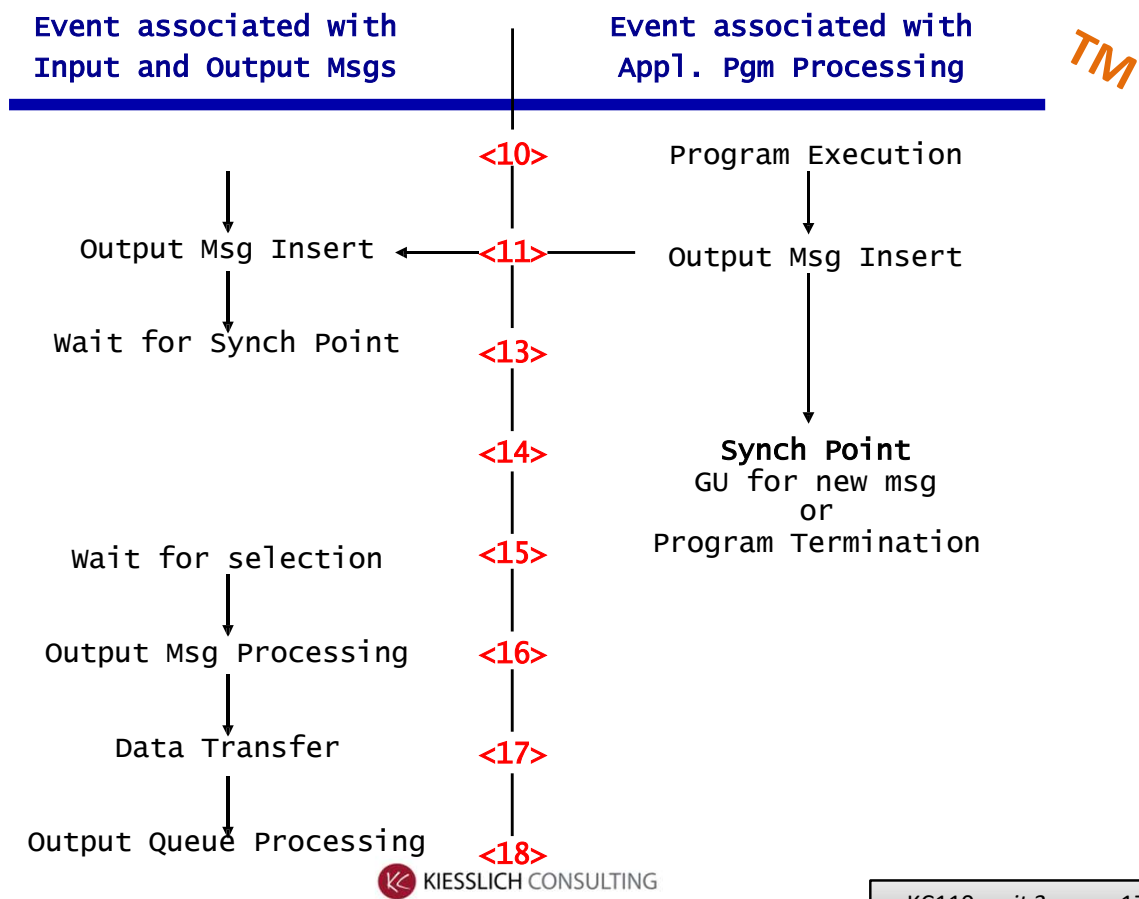 Event associated with
Input and Output Msgs
Event associated with
Appl. Pgm Processing
TM
<10>
Program Execution
Output Msg Insert
<11>
Output Msg Insert
Wait for Synch Point
<13>
<14>
Synch Point
GU for new msg
or
Program Termination
Wait for selection
<15>
Output Msg Processing
<16>
Data Transfer
<17>
Output Queue Processing
<18>
KC KIESSLICH CONSULTING